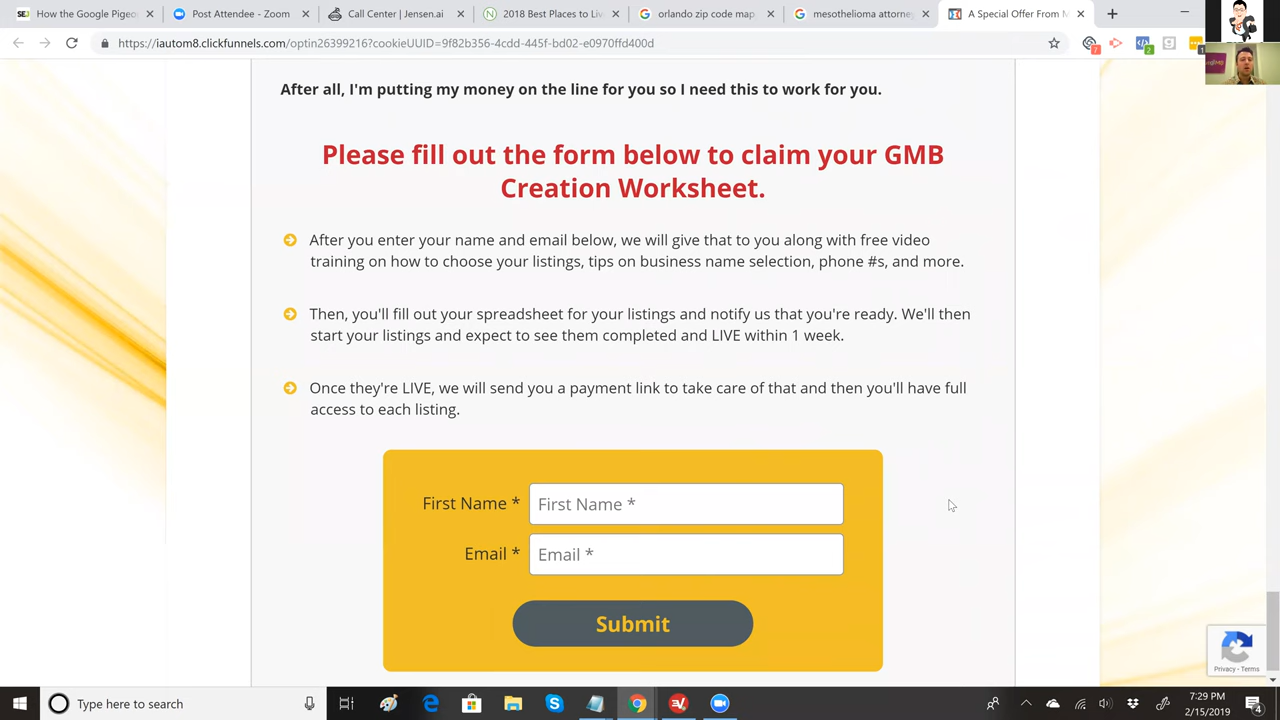 How the Google Pigeo
Post Attendee - Zoom
Call Center | Jensen.ai
2018 Best Places to Liv
orlando zip code map
mesothelioma attorne
A Special Offer From M
https://iautom8.clickfunnels.com/optin26399216?cookieUUID=9f82b356-4cdd-445f-bd02-e0970ffd400d
After all, I'm putting my money on the line for you so I need this to work for you.
Please fill out the form below to claim your GMB
Creation Worksheet.
After you enter your name and email below, we will give that to you along with free video
training on how to choose your listings, tips on business name selection, phone #s, and more.
Then, you'll fill out your spreadsheet for your listings and notify us that you're ready. We'll then
start your listings and expect to see them completed and LIVE within 1 week.
Once they're LIVE, we will send you a payment link to take care of that and then you'll have full
access to each listing.
First Name * First Name *
Email * Email *
Submit
Privacy - Terms
Type here to search
7:29 PM
2/15/2019